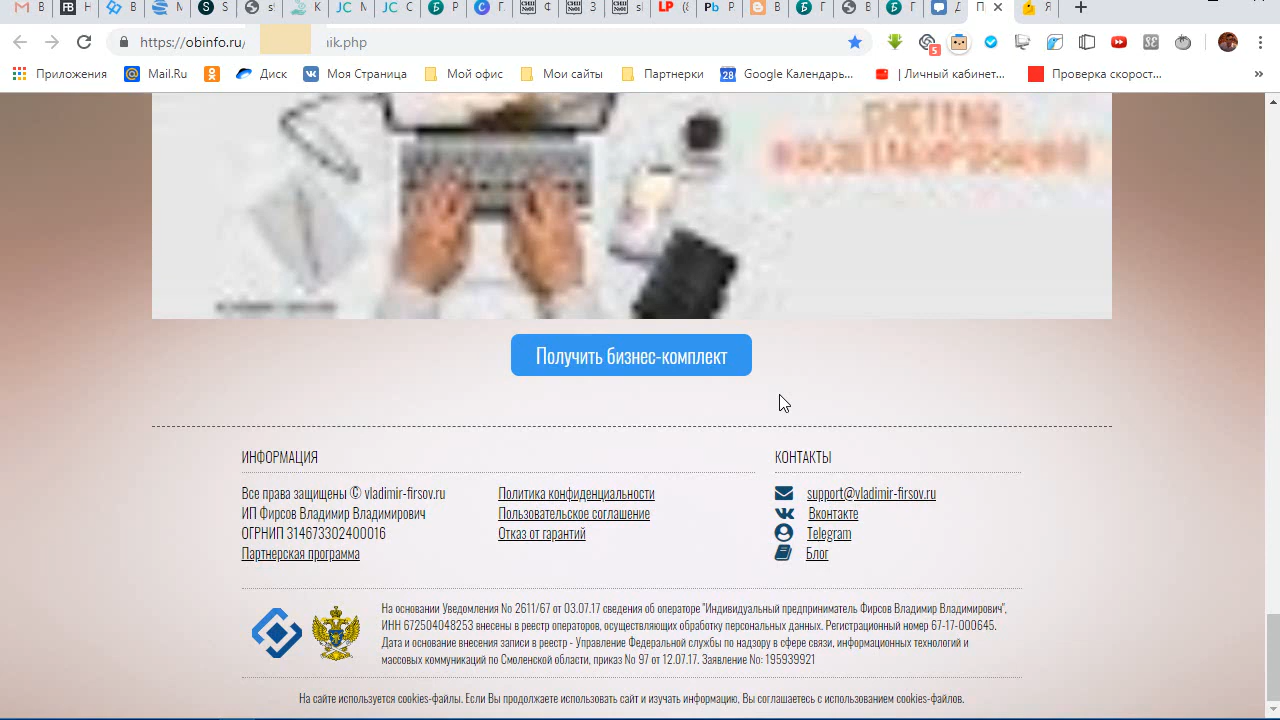 https://obinfo.ru/
iik.php
Приложения
Mail.Ru
Диск
Моя Страница
Мой офис
Мои сайты
Партнерки
Google Календарь...
| Личный кабинет...
Проверка скорост...
»
Получить бизнес-комплект
ИНФОРМАЦИЯ
КОНТАКТЫ
Все права защищены © vladimir-firsov.ru
Политика конфиденциальности
support@vladimir-firsov.ru
ИП Фирсов Владимир Владимирович
Пользовательское соглашение
Вконтакте
ОГРНИП 314673302400016
Отказ от гарантий
Telegram
Партнерская программа
Блог
На основании Уведомления No 2611/67 от 03.07.17 сведения об операторе "Индивидуальный предприниматель Фирсов Владимир Владимирович",
ИНН 672504048253 внесены в реестр операторов, осуществляющих обработку персональных данных. Регистрационный номер 67-17-000645.
Дата и основание внесения записи в реестр - Управление Федеральной службы по надзору в сфере связи, информационных технологий и
массовых коммуникаций по Смоленской области, приказ No 97 от 12.07.17. Заявление No: 195939921
На сайте используется cookies-файлы. Если Вы продолжаете использовать сайт и изучать информацию, Вы соглашаетесь с использованием cookies-файлов.